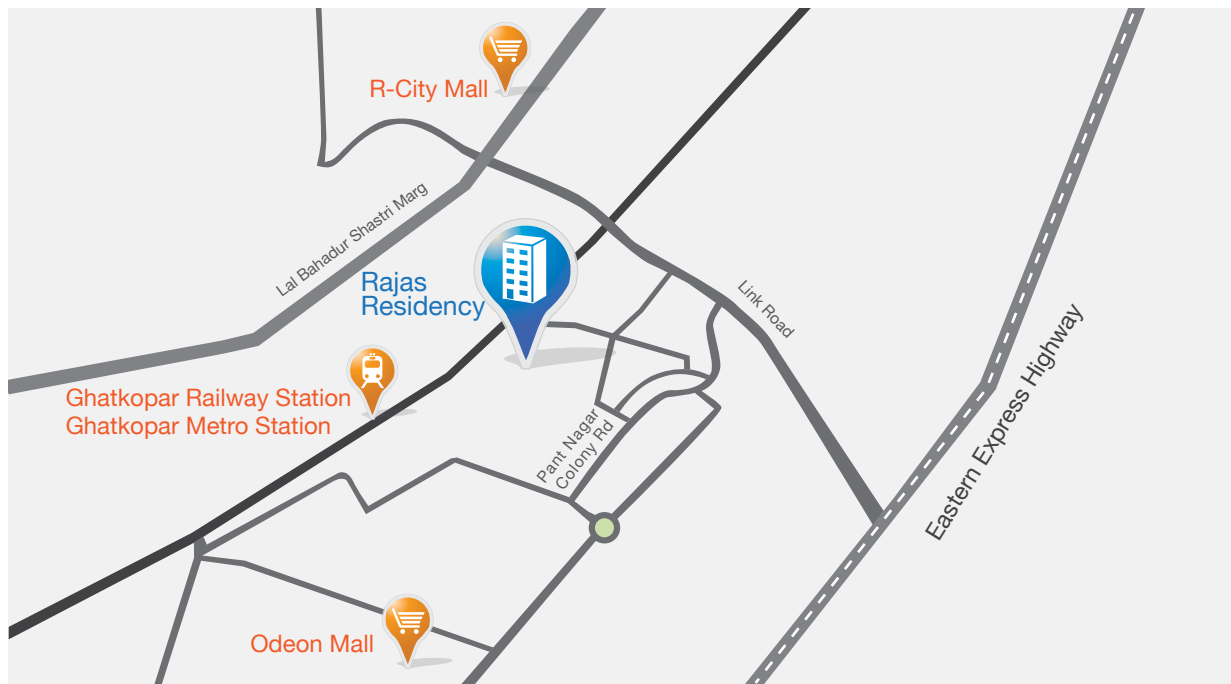 R-City Mall
Lal Bahadur Shastri Marg
Rajas
Residency
Link Road
Ghatkopar Railway Station
Ghatkopar Metro Station
Eastern Express Highway
Pant Nagar
Colony Rd
Odeon Mall